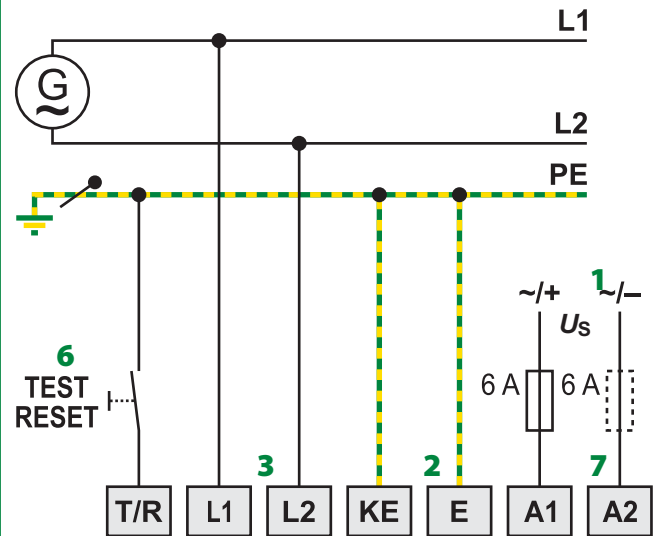 L1
G
~
L2
PE
1
~/+ ~/–
US
6
TEST
RESET
6 A 6 A
3 2 7
T/R L1 L2 KE E A1 A2